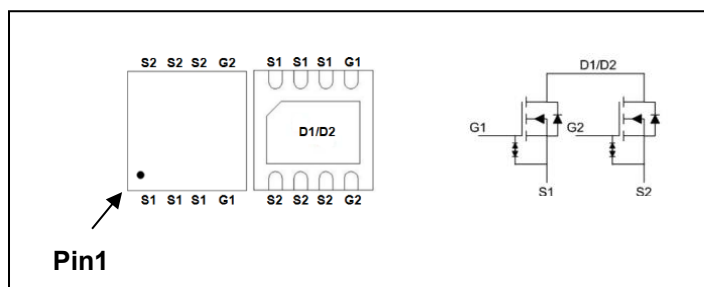 S2 S2 S2 G2
S1 S1 S1 G1
D1/D2
S1 S1 S1 G1
S2 S2 S2 G2
Pin1
D1/D2
G1
G2
S1
S2